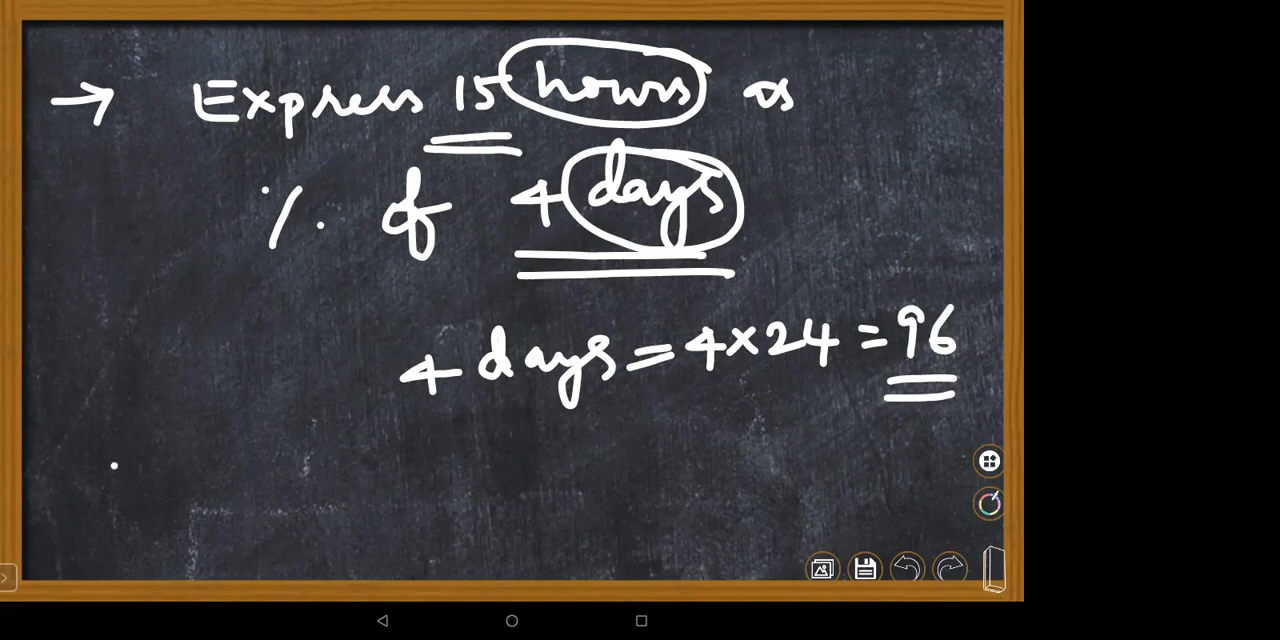 → Express 15 hours as
% of 4 days
4 days = 4×24 = 96